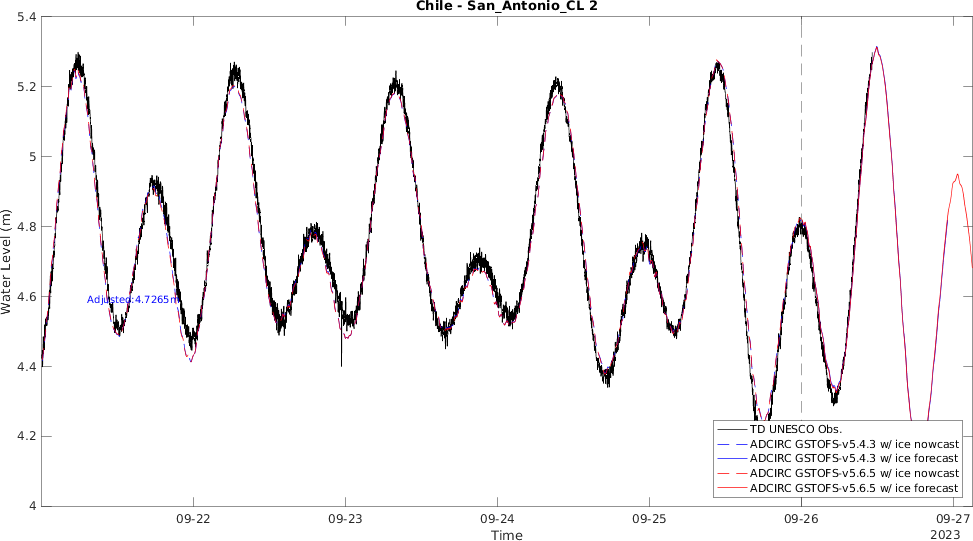 Chile - San_Antonio_CL 2
5.4
5.2
5
4.8
4.6
4.4
4.2
4
Water Level (m)
Adjusted:4.7265m
TD UNESCO Obs.
ADCIRC GSTOFS-v5.4.3 w/ ice nowcast
ADCIRC GSTOFS-v5.4.3 w/ ice forecast
ADCIRC GSTOFS-v5.6.5 w/ ice nowcast
ADCIRC GSTOFS-v5.6.5 w/ ice forecast
09-22 09-23 09-24 09-25 09-26 09-27
Time
2023